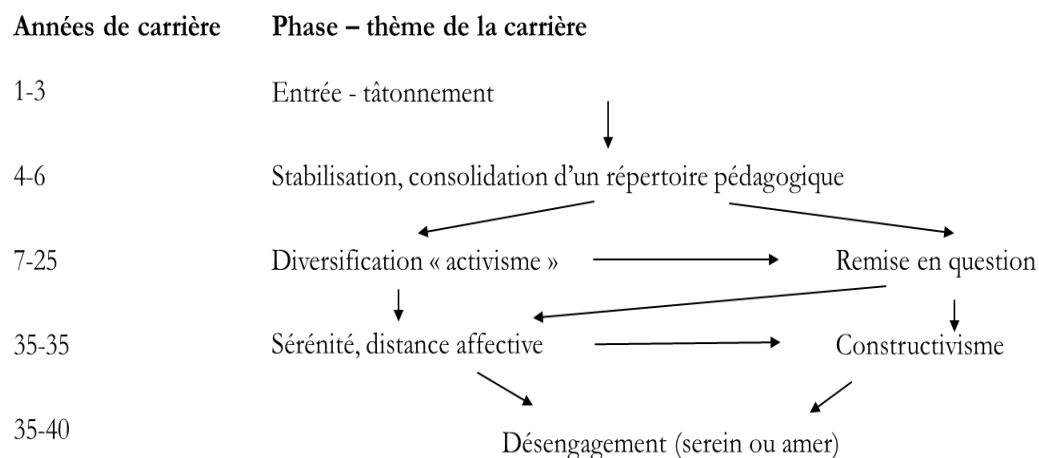 Années de carrière Phase – thème de la carrière
1-3 Entrée - tâtonnement
4-6 Stabilisation, consolidation d’un répertoire pédagogique
7-25 Diversification « activisme » Remise en question
35-35 Sérénité, distance affective Constructivisme
35-40 Désengagement (serein ou amer)